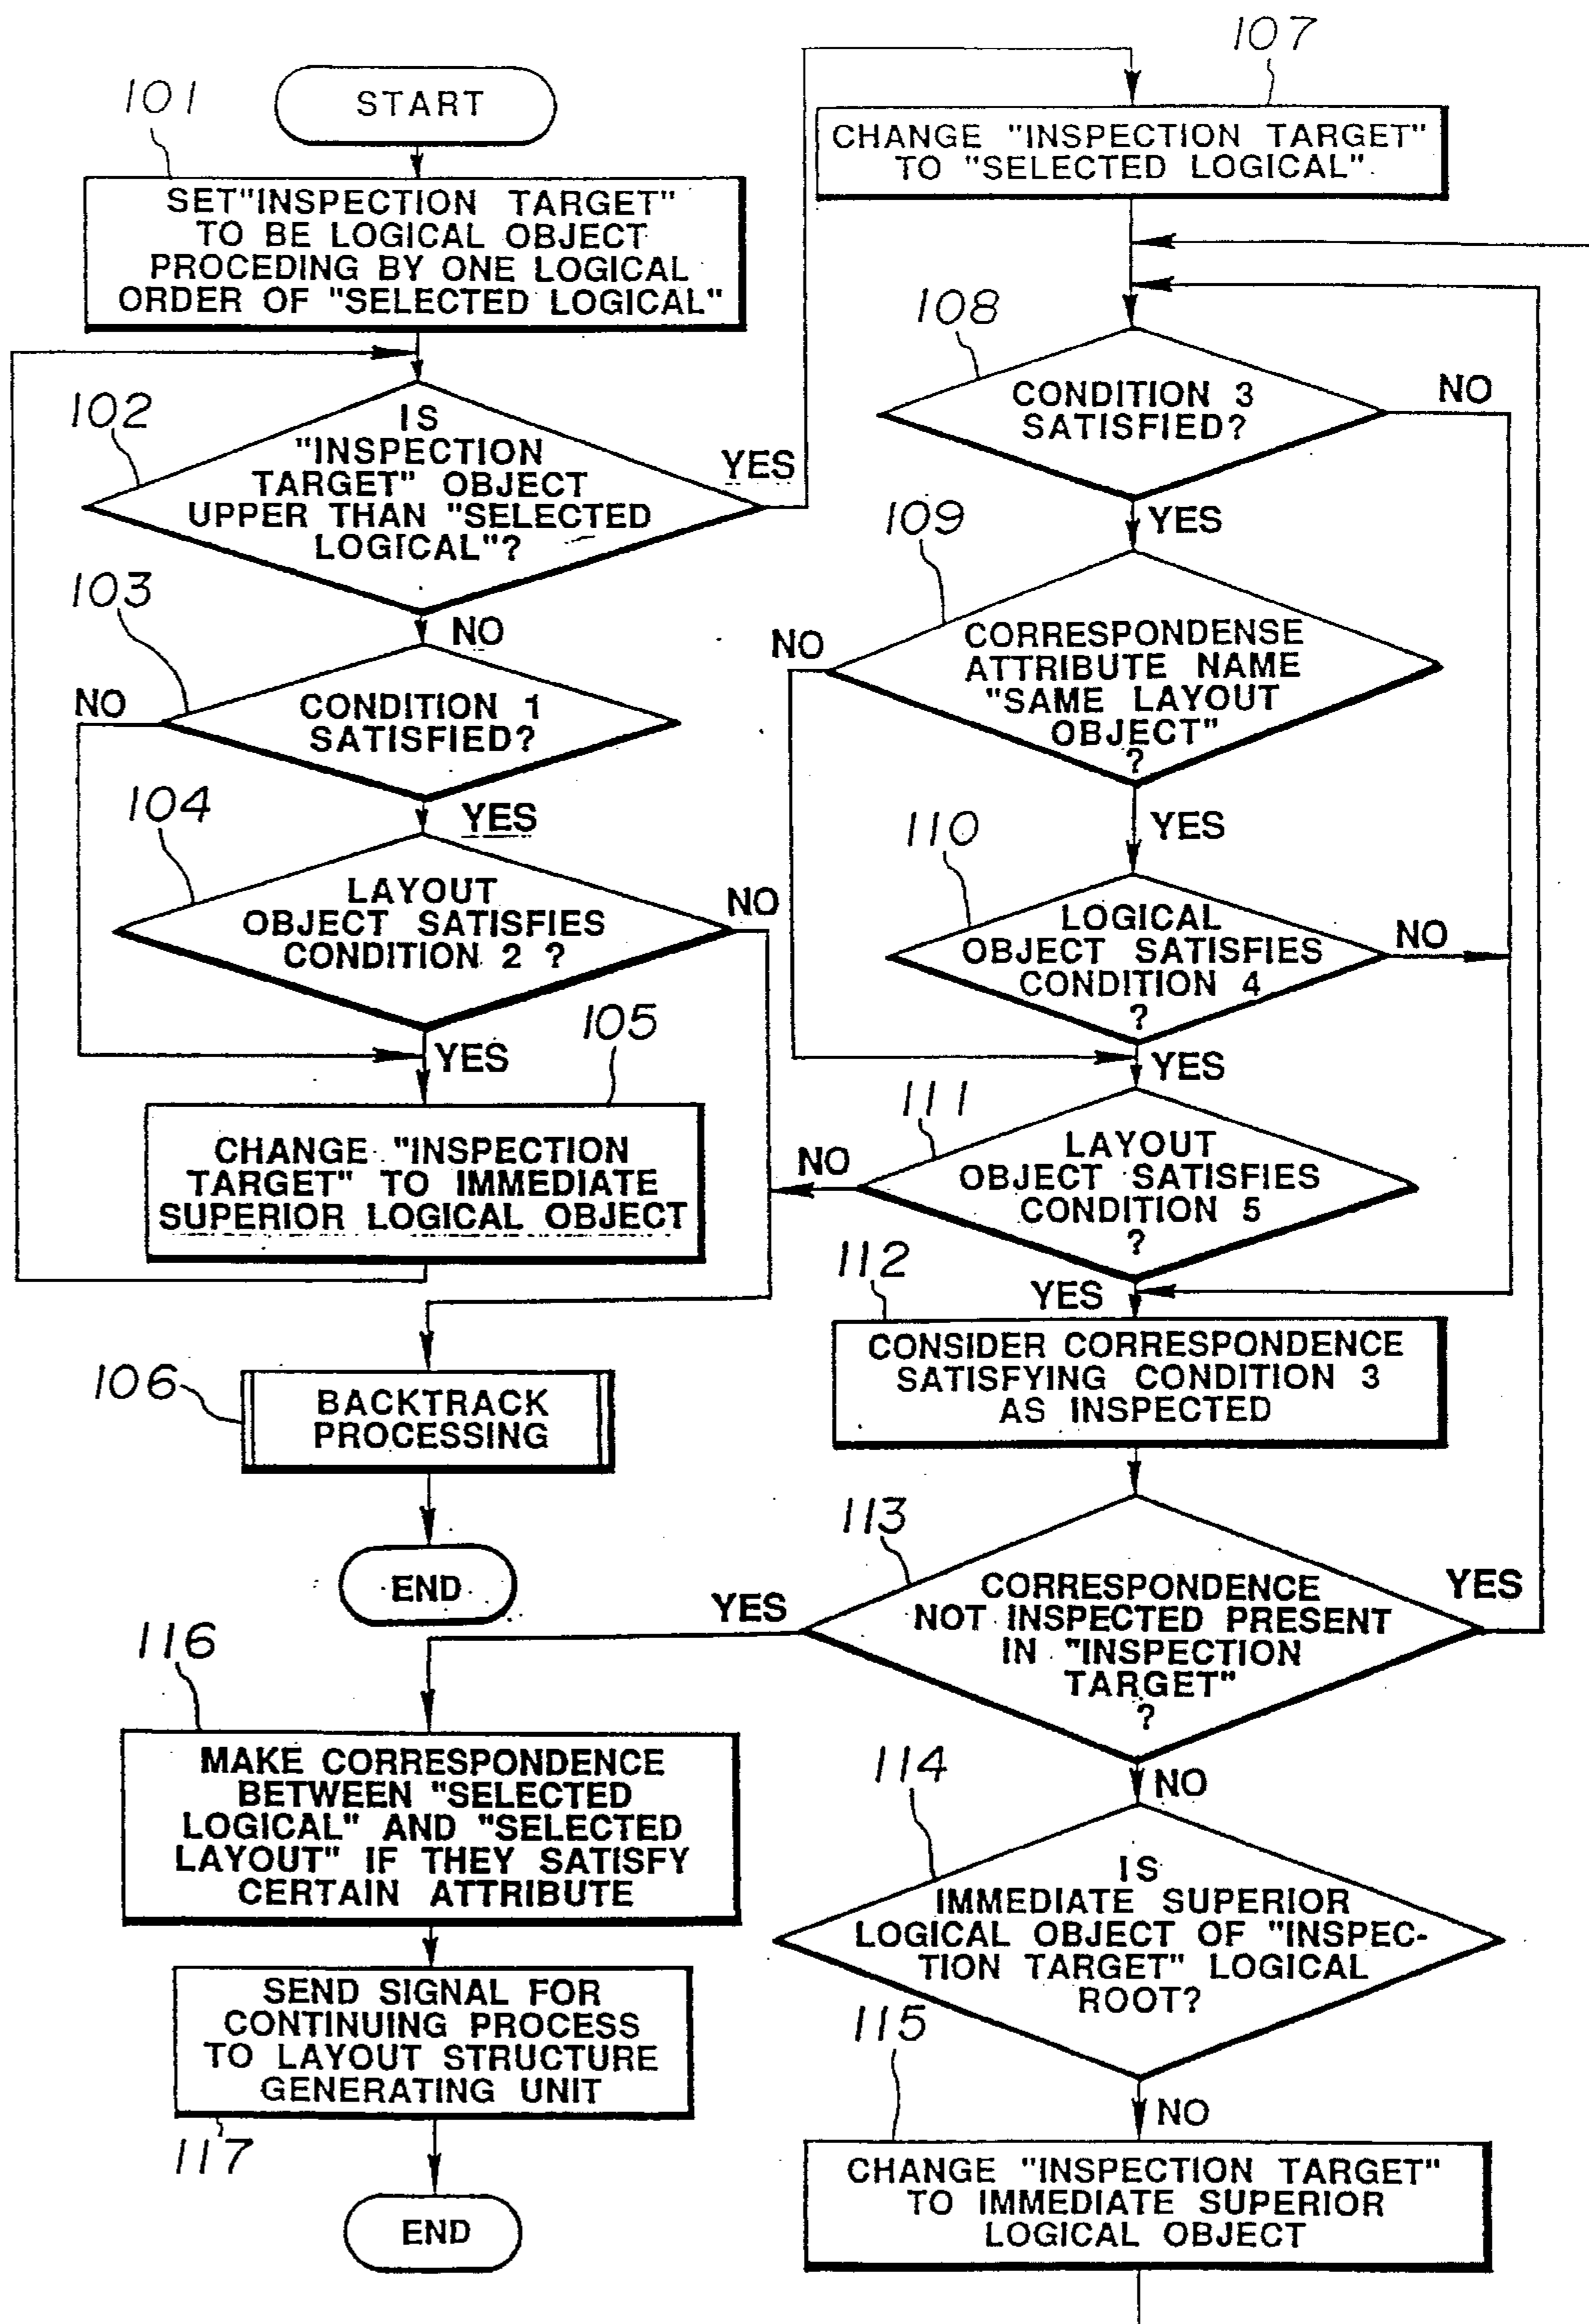 START
101
SET"INSPECTION TARGET"
TO BE LOGICAL OBJECT
PROCEDING BY ONE LOGICAL
ORDER OF "SELECTED LOGICAL"
102
IS
"INSPECTION
TARGET" OBJECT
UPPER THAN "SELECTED
LOGICAL"?
YES
NO
103
CONDITION 1
SATISFIED?
NO
YES
104
LAYOUT
OBJECT SATISFIES
CONDITION 2 ?
NO
YES
105
CHANGE "INSPECTION
TARGET" TO IMMEDIATE
SUPERIOR LOGICAL OBJECT
106
BACKTRACK
PROCESSING
END
107
CHANGE "INSPECTION TARGET"
TO "SELECTED LOGICAL"
108
CONDITION 3
SATISFIED?
NO
YES
109
CORRESPONDENSE
ATTRIBUTE NAME
"SAME LAYOUT
OBJECT"
?
NO
YES
110
LOGICAL
OBJECT SATISFIES
CONDITION 4
?
NO
YES
111
LAYOUT
OBJECT SATISFIES
CONDITION 5
?
NO
YES
112
CONSIDER CORRESPONDENCE
SATISFYING CONDITION 3
AS INSPECTED
113
CORRESPONDENCE
NOT INSPECTED PRESENT
IN "INSPECTION
TARGET"
?
YES
YES
NO
114
IS
IMMEDIATE SUPERIOR
LOGICAL OBJECT OF "INSPEC-
TION TARGET" LOGICAL
ROOT?
NO
115
CHANGE "INSPECTION TARGET"
TO IMMEDIATE SUPERIOR
LOGICAL OBJECT
116
MAKE CORRESPONDENCE
BETWEEN "SELECTED
LOGICAL" AND "SELECTED
LAYOUT" IF THEY SATISFY
CERTAIN ATTRIBUTE
SEND SIGNAL FOR
CONTINUING PROCESS
TO LAYOUT STRUCTURE
GENERATING UNIT
117
END